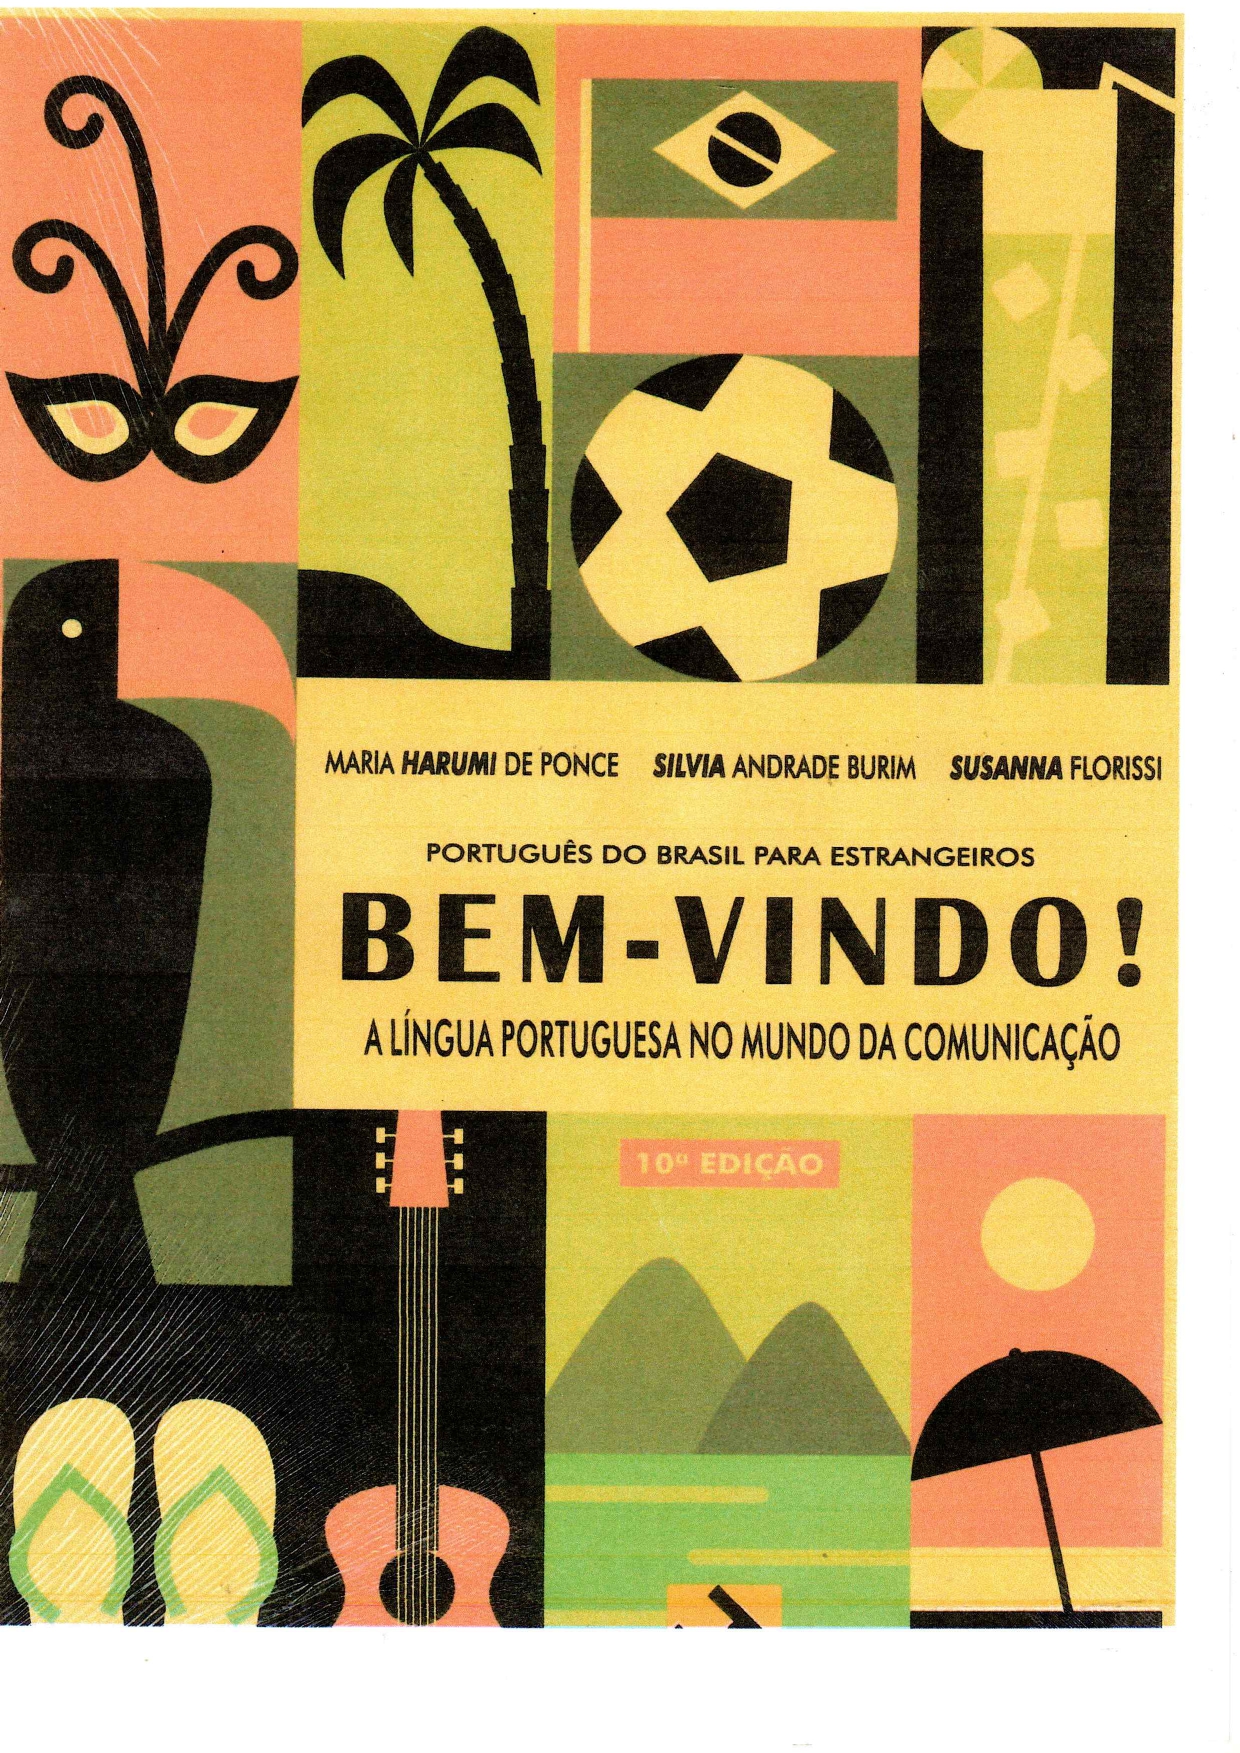 MARIA HARUMI DE PONCE SILVIA ANDRADE BURIM SUSANNA FLORISSI
PORTUGUÊS DO BRASIL PARA ESTRANGEIROS
BEM-VINDO!
A LÍNGUA PORTUGUESA NO MUNDO DA COMUNICAÇÃO
10ª EDIÇÃO